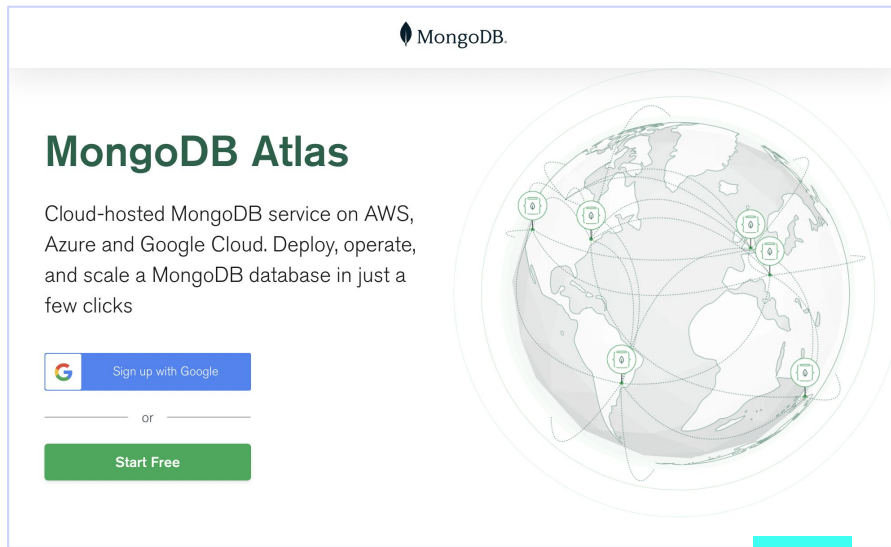 MongoDB.
MongoDB Atlas
Cloud-hosted MongoDB service on AWS,
Azure and Google Cloud. Deploy, operate,
and scale a MongoDB database in just a
few clicks
Sign up with Google
or
Start Free